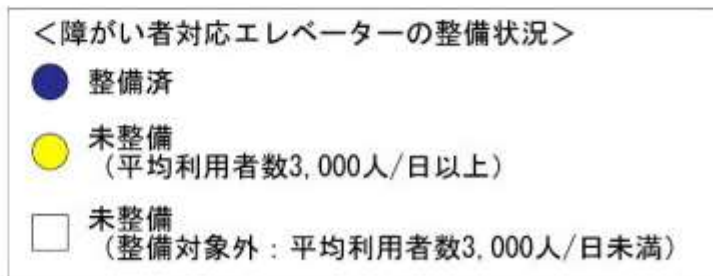 ＜障がい者対応エレベーターの整備状況＞
整備済
未整備
（平均利用者数3,000人/日以上）
未整備
（整備対象外：平均利用者数3,000人/日未満）